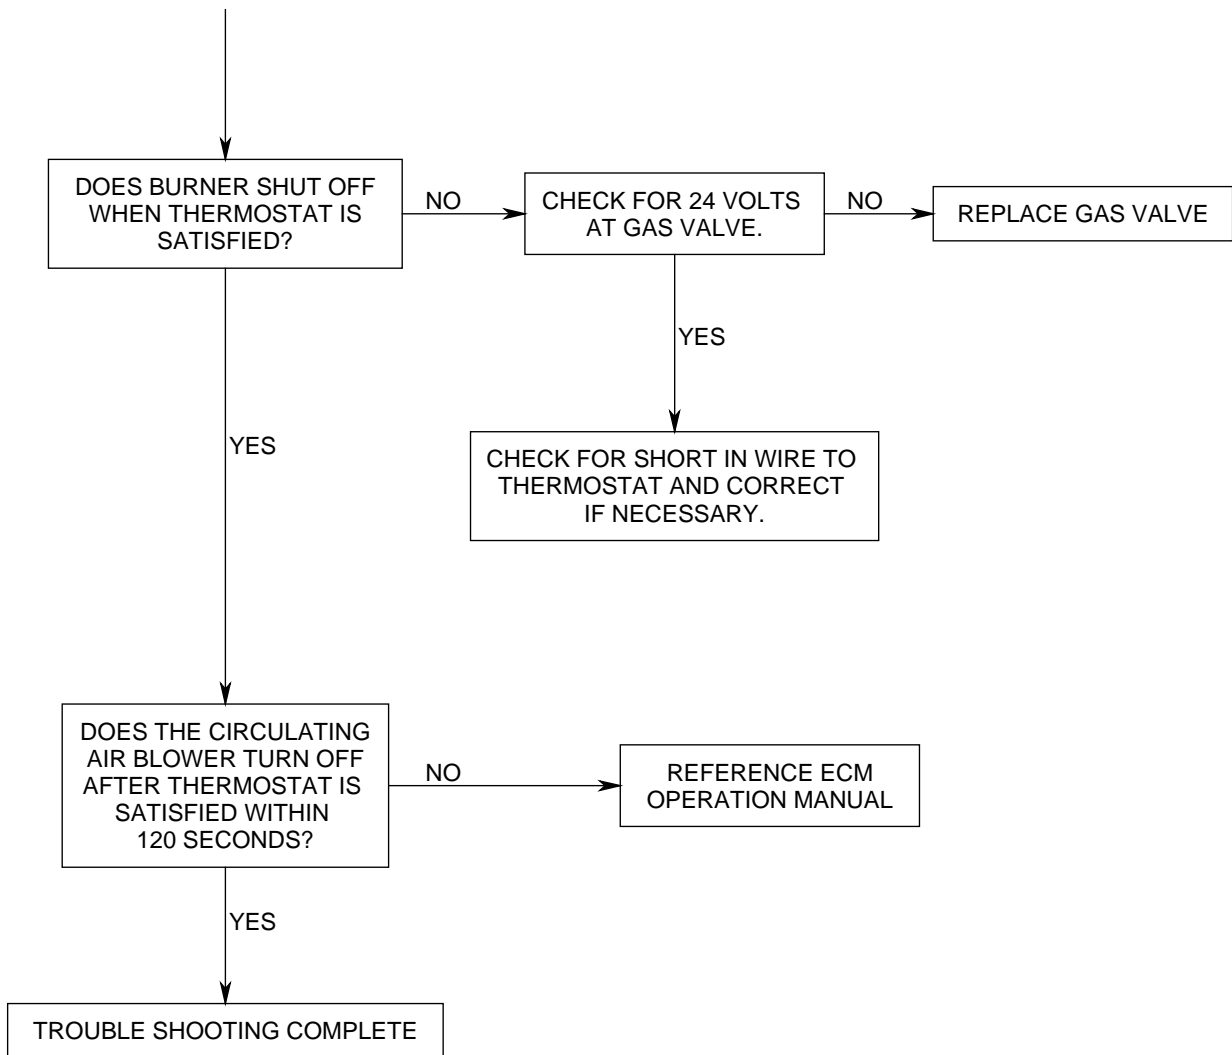 DOES BURNER SHUT OFF
WHEN THERMOSTAT IS
SATISFIED?
NO
CHECK FOR 24 VOLTS
AT GAS VALVE.
NO
REPLACE GAS VALVE
YES
YES
CHECK FOR SHORT IN WIRE TO
THERMOSTAT AND CORRECT
IF NECESSARY.
DOES THE CIRCULATING
AIR BLOWER TURN OFF
AFTER THERMOSTAT IS
SATISFIED WITHIN
120 SECONDS?
NO
REFERENCE ECM
OPERATION MANUAL
YES
TROUBLE SHOOTING COMPLETE